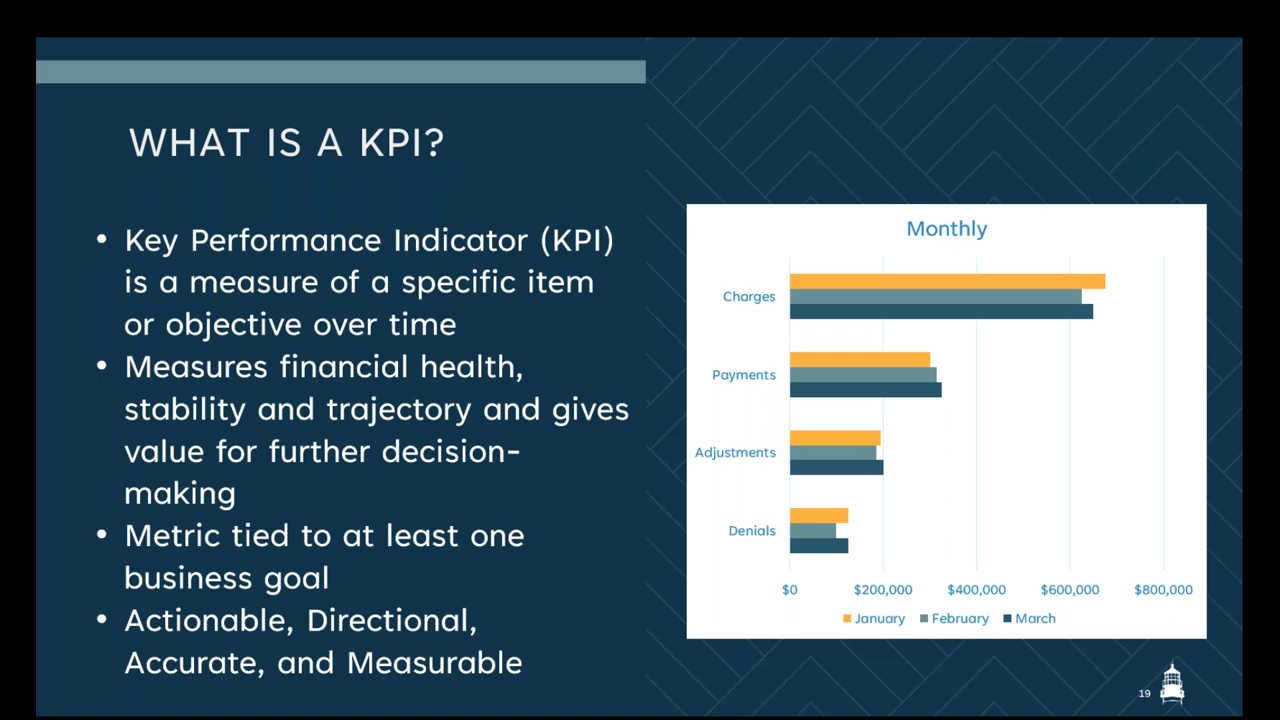 WHAT IS A KPI?
• Key Performance Indicator (KPI)
is a measure of a specific item
or objective over time
• Measures financial health,
stability and trajectory and gives
value for further decision-
making
• Metric tied to at least one
business goal
• Actionable, Directional,
Accurate, and Measurable
Monthly
Charges
Payments
Adjustments
Denials
$0 $200,000 $400,000 $600,000 $800,000
January February March
19